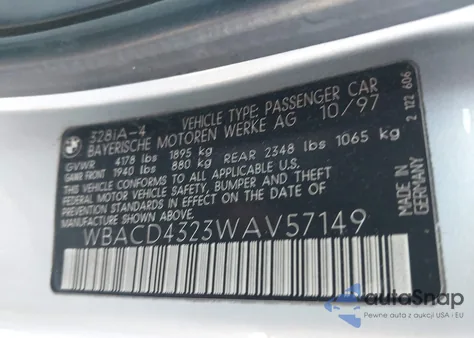 328iA-4 VEHICLE TYPE: PASSENGER CAR
BAYERISCHE MOTOREN WERKE AG 10/97
GVWR 4178 lbs 1895 kg
GAWR FRONT 1940 lbs 880 kg REAR 2348 lbs 1065 kg
THIS VEHICLE CONFORMS TO ALL APPLICABLE FEDERAL
MOTOR VEHICLE SAFETY, BUMPER AND THEFT
PREVENTION STANDARDS IN EFFECT ON THE DATE OF
MANUFACTURE SHOWN ABOVE.
MADE IN GERMANY
WBACD4323WAV57149
2 122 606
autoSnap
Pewne auta z aukcji USA i EU